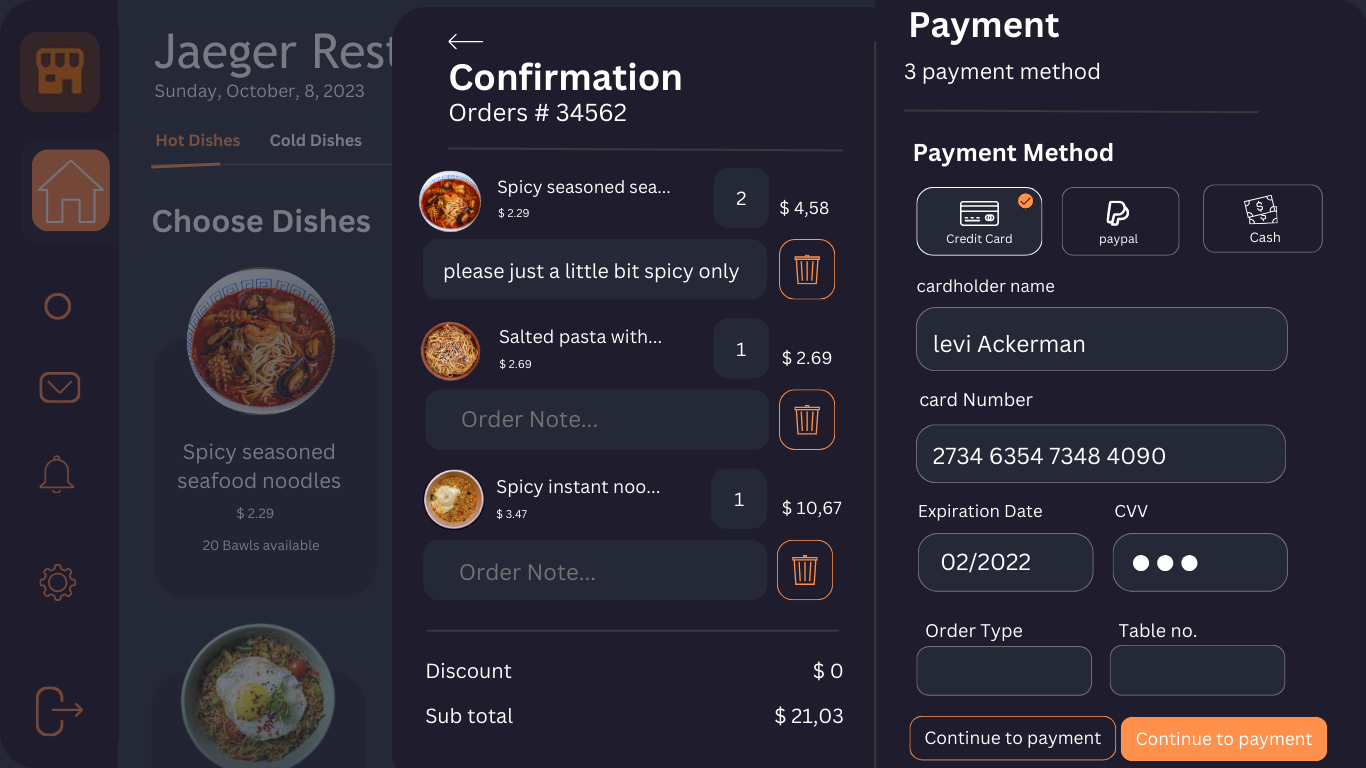 Jaeger Rest
Sunday, October, 8, 2023
Hot Dishes Cold Dishes
Choose Dishes
Spicy seasoned
seafood noodles
$ 2.29
20 Bawls available
Confirmation
Orders # 34562
Spicy seasoned sea...
$ 2.29
2
$ 4,58
please just a little bit spicy only
Salted pasta with...
$ 2.69
1
$ 2.69
Order Note...
Spicy instant noo...
$ 3.47
1
$ 10,67
Order Note...
Discount $ 0
Sub total $ 21,03
Payment
3 payment method
Payment Method
Credit Card paypal Cash
cardholder name
levi Ackerman
card Number
2734 6354 7348 4090
Expiration Date CVV
02/2022
Order Type Table no.
Continue to payment Continue to payment